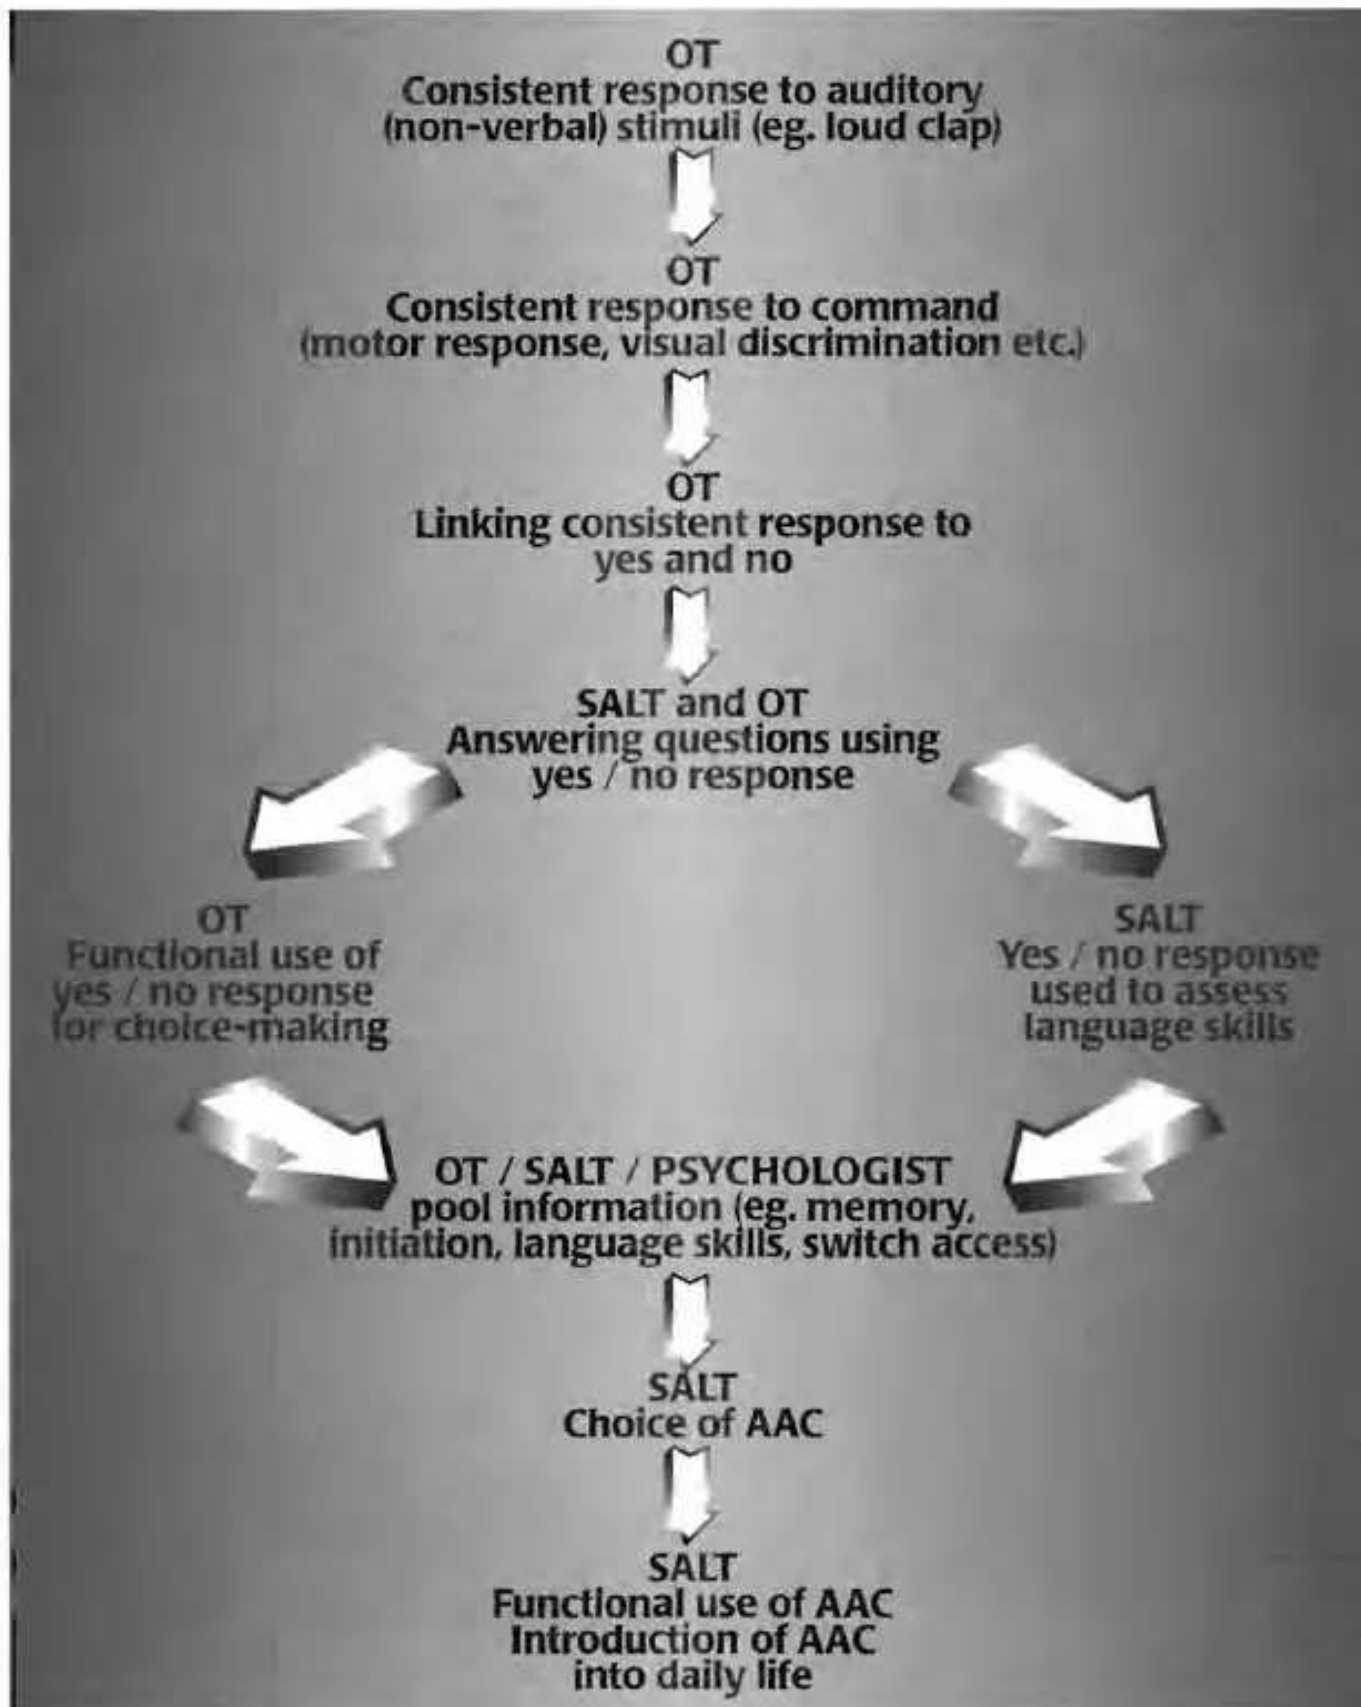 OT
Consistent response to auditory
(non-verbal) stimuli (eg. loud clap)
OT
Consistent response to command
(motor response, visual discrimination etc.)
OT
Linking consistent response to
yes and no
SALT and OT
Answering questions using
yes / no response
OT
Functional use of
yes / no response
for choice-making
SALT
Yes / no response
used to assess
language skills
OT / SALT / PSYCHOLOGIST
pool information (eg. memory,
initiation, language skills, switch access)
SALT
Choice of AAC
SALT
Functional use of AAC
Introduction of AAC
into daily life